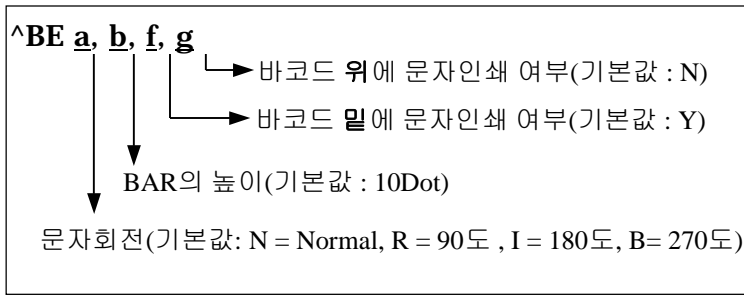 ^BE a, b, f, g
바코드 위에 문자인쇄 여부(기본값 : N)
바코드 밑에 문자인쇄 여부(기본값 : Y)
BAR의 높이(기본값 : 10Dot)
문자회전(기본값: N = Normal, R = 90도 , I = 180도, B= 270도)